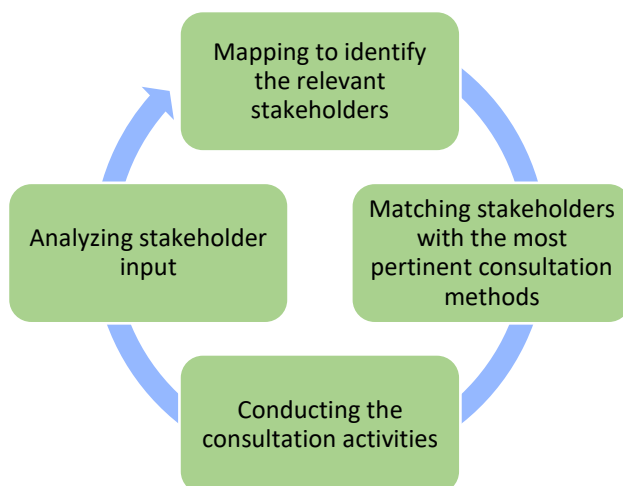 Mapping to identify
the relevant
stakeholders
Matching stakeholders
with the most
pertinent consultation
methods
Conducting the
consultation activities
Analyzing stakeholder
input